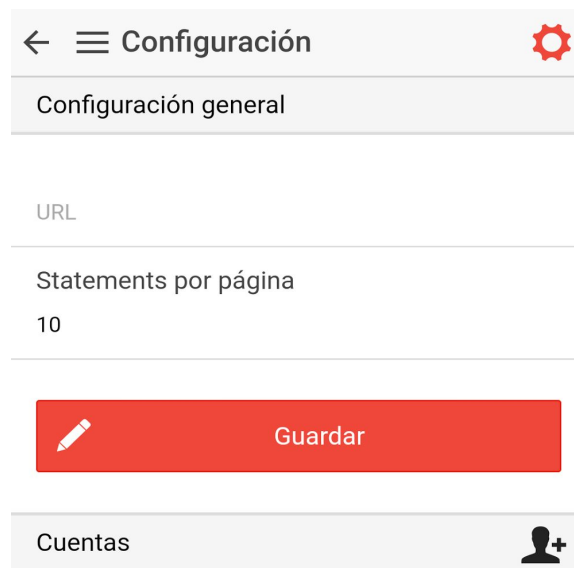 Configuración
Configuración general
URL
Statements por página
10
Guardar
Cuentas